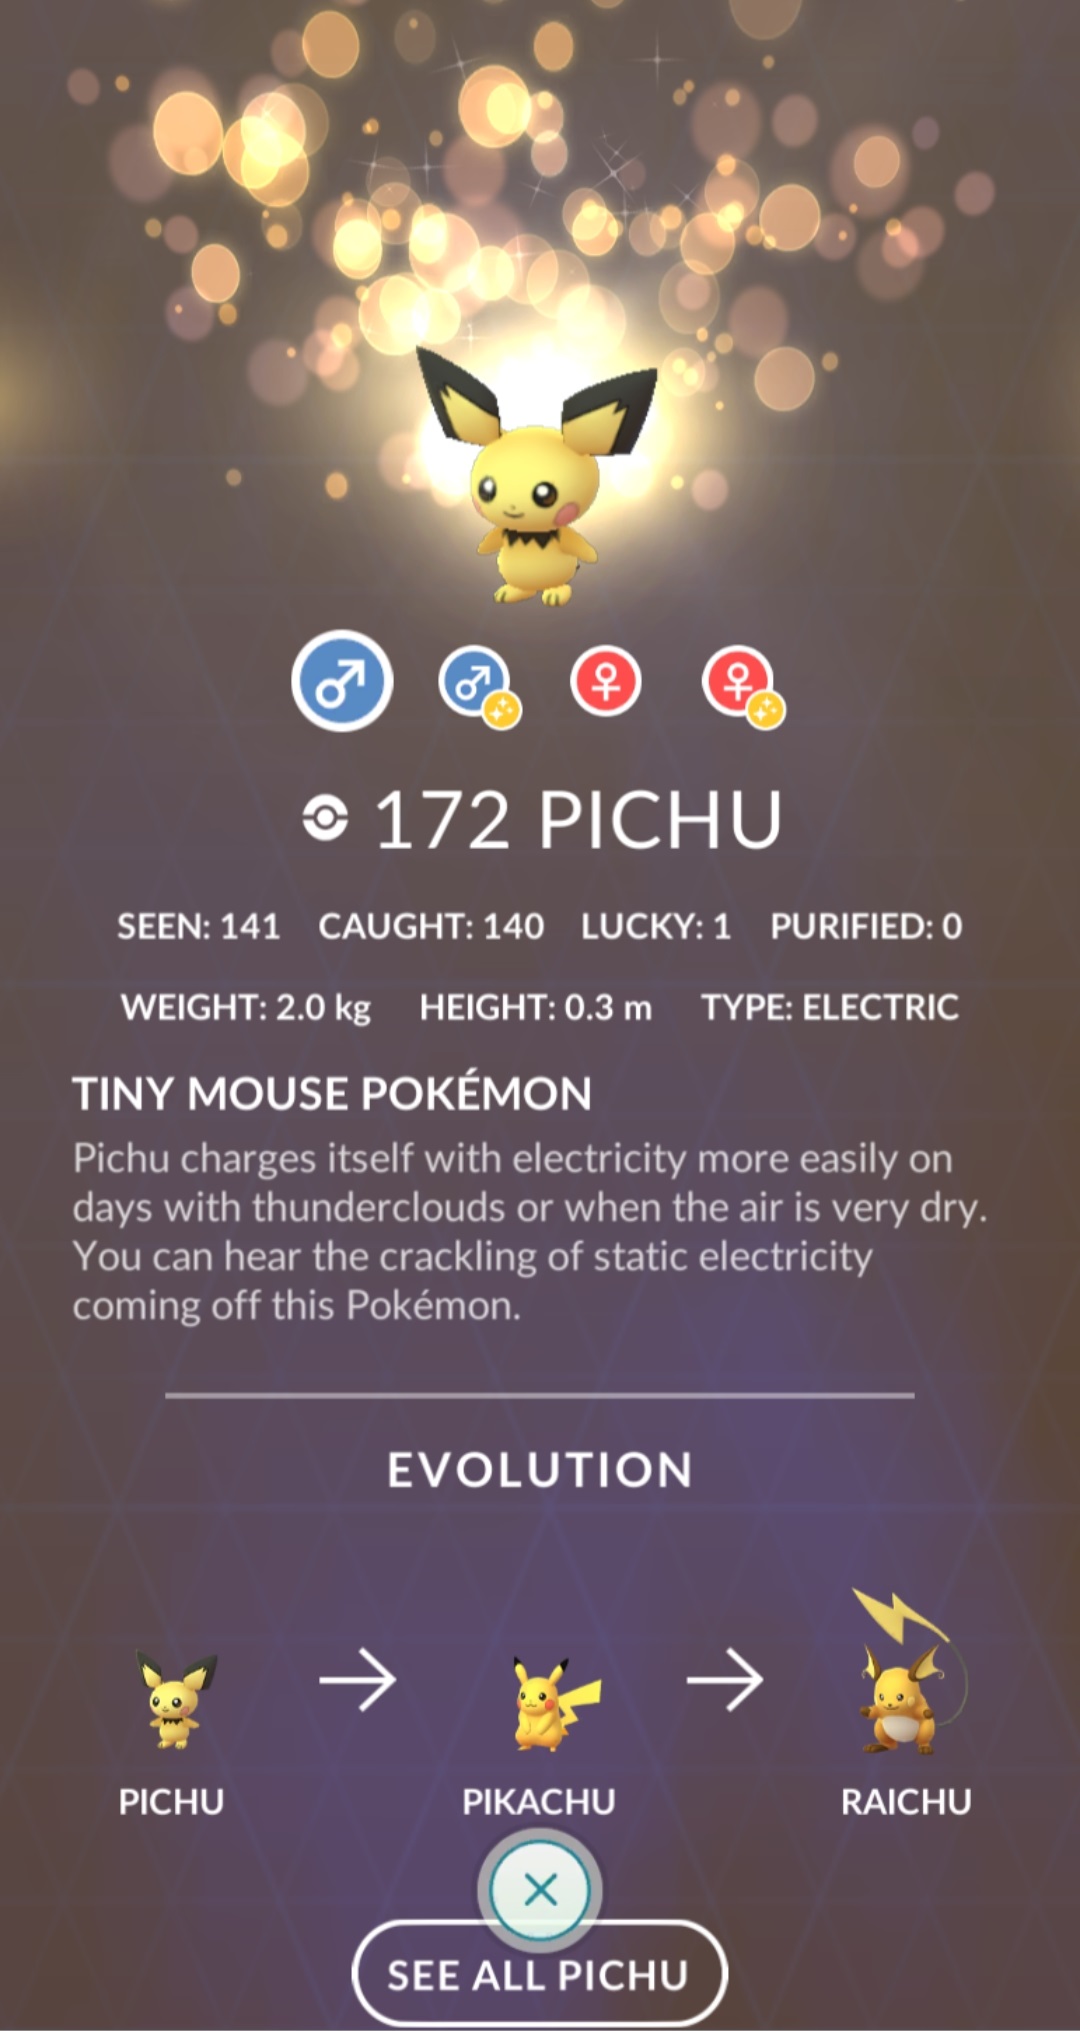 172 PICHU
SEEN: 141 CAUGHT: 140 LUCKY: 1 PURIFIED: 0
WEIGHT: 2.0 kg HEIGHT: 0.3 m TYPE: ELECTRIC
TINY MOUSE POKÉMON
Pichu charges itself with electricity more easily on
days with thunderclouds or when the air is very dry.
You can hear the crackling of static electricity
coming off this Pokémon.
EVOLUTION
PICHU PIKACHU RAICHU
SEE ALL PICHU